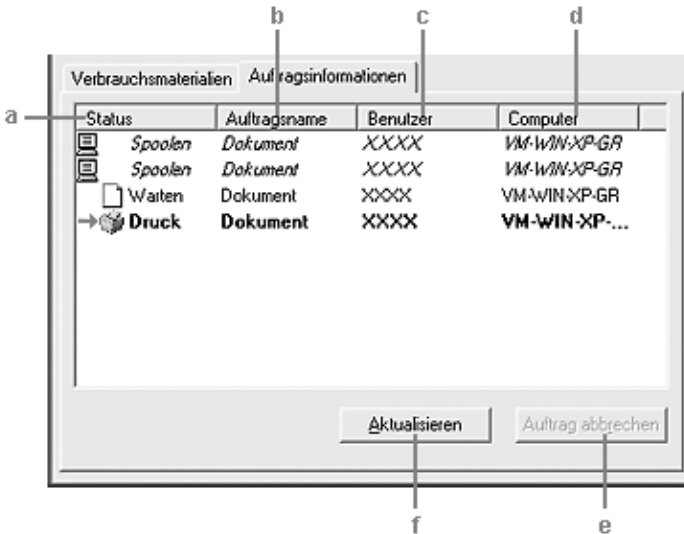 b c d
Verbrauchsmaterialien Auftragsinformationen
a Status Auftragsname Benutzer Computer
Spoolen Dokument XXXX VM-WIN-XP-GR
Spoolen Dokument XXXX VM-WIN-XP-GR
Warten Dokument XXXX VM-WIN-XP-GR
Druck Dokument XXXX VM-WIN-XP-...
Aktualisieren Auftrag abbrechen
f e